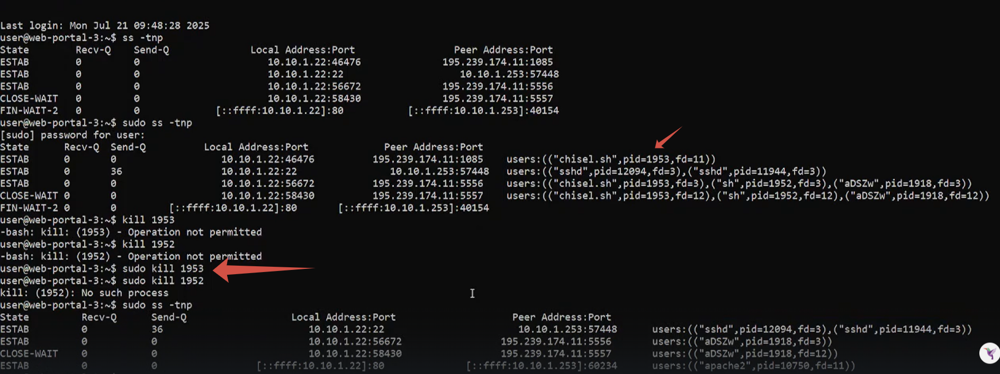 Last login: Mon Jul 21 09:48:28 2025
user@web-portal-3:~$ ss -tnp
State Recv-Q Send-Q Local Address:Port Peer Address:Port
ESTAB 0 0 10.10.1.22:46476 195.239.174.11:1085
ESTAB 0 0 10.10.1.22:22 10.10.1.253:57448
ESTAB 0 0 10.10.1.22:56672 195.239.174.11:5556
CLOSE-WAIT 0 0 10.10.1.22:58430 195.239.174.11:5557
FIN-WAIT-2 0 0 [::ffff:10.10.1.22]:80 [::ffff:10.10.1.253]:40154
user@web-portal-3:~$ sudo ss -tnp
[sudo] password for user:
State Recv-Q Send-Q Local Address:Port Peer Address:Port
ESTAB 0 0 10.10.1.22:46476 195.239.174.11:1085 users:(("chisel.sh",pid=1953,fd=11))
ESTAB 0 36 10.10.1.22:22 10.10.1.253:57448 users:(("sshd",pid=12094,fd=3),("sshd",pid=11944,fd=3))
ESTAB 0 0 10.10.1.22:56672 195.239.174.11:5556 users:(("chisel.sh",pid=1953,fd=3),("sh",pid=1952,fd=3),("aDSZw",pid=1918,fd=3))
CLOSE-WAIT 0 0 10.10.1.22:58430 195.239.174.11:5557 users:(("chisel.sh",pid=1953,fd=12),("sh",pid=1952,fd=12),("aDSZw",pid=1918,fd=12))
FIN-WAIT-2 0 0 [::ffff:10.10.1.22]:80 [::ffff:10.10.1.253]:40154
user@web-portal-3:~$ kill 1953
-bash: kill: (1953) - Operation not permitted
user@web-portal-3:~$ kill 1952
-bash: kill: (1952) - Operation not permitted
user@web-portal-3:~$ sudo kill 1953
user@web-portal-3:~$ sudo kill 1952
kill: (1952): No such process
user@web-portal-3:~$ sudo ss -tnp
State Recv-Q Send-Q Local Address:Port Peer Address:Port
ESTAB 0 36 10.10.1.22:22 10.10.1.253:57448 users:(("sshd",pid=12094,fd=3),("sshd",pid=11944,fd=3))
ESTAB 0 0 10.10.1.22:56672 195.239.174.11:5556 users:(("aDSZw",pid=1918,fd=3))
CLOSE-WAIT 0 0 10.10.1.22:58430 195.239.174.11:5557 users:(("aDSZw",pid=1918,fd=12))
ESTAB 0 0 [::ffff:10.10.1.22]:80 [::ffff:10.10.1.253]:60234 users:(("apache2",pid=10750,fd=11))